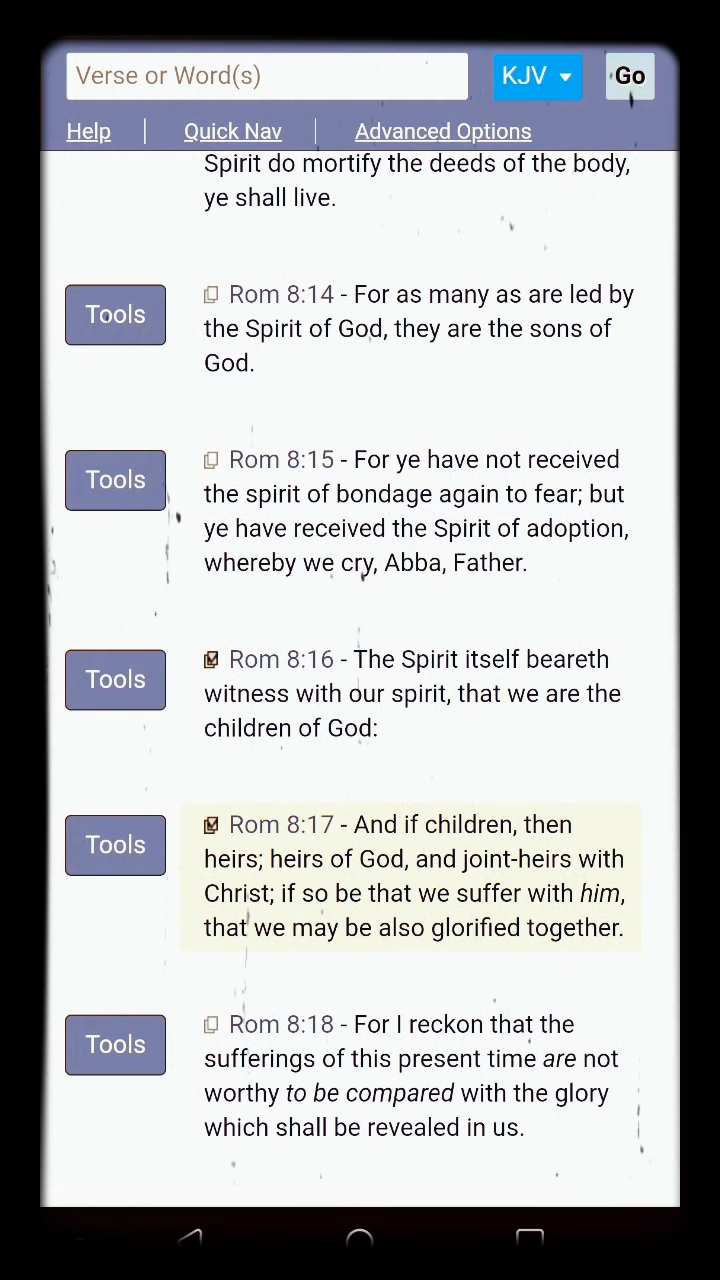 Verse or Word(s)
KJV
Go
Help
Quick Nav
Advanced Options
Spirit do mortify the deeds of the body,
ye shall live.
Tools
Rom 8:14 - For as many as are led by
the Spirit of God, they are the sons of
God.
Tools
Rom 8:15 - For ye have not received
the spirit of bondage again to fear; but
ye have received the Spirit of adoption,
whereby we cry, Abba, Father.
Tools
Rom 8:16 - The Spirit itself beareth
witness with our spirit, that we are the
children of God:
Tools
Rom 8:17 - And if children, then
heirs; heirs of God, and joint-heirs with
Christ; if so be that we suffer with him,
that we may be also glorified together.
Tools
Rom 8:18 - For I reckon that the
sufferings of this present time are not
worthy to be compared with the glory
which shall be revealed in us.